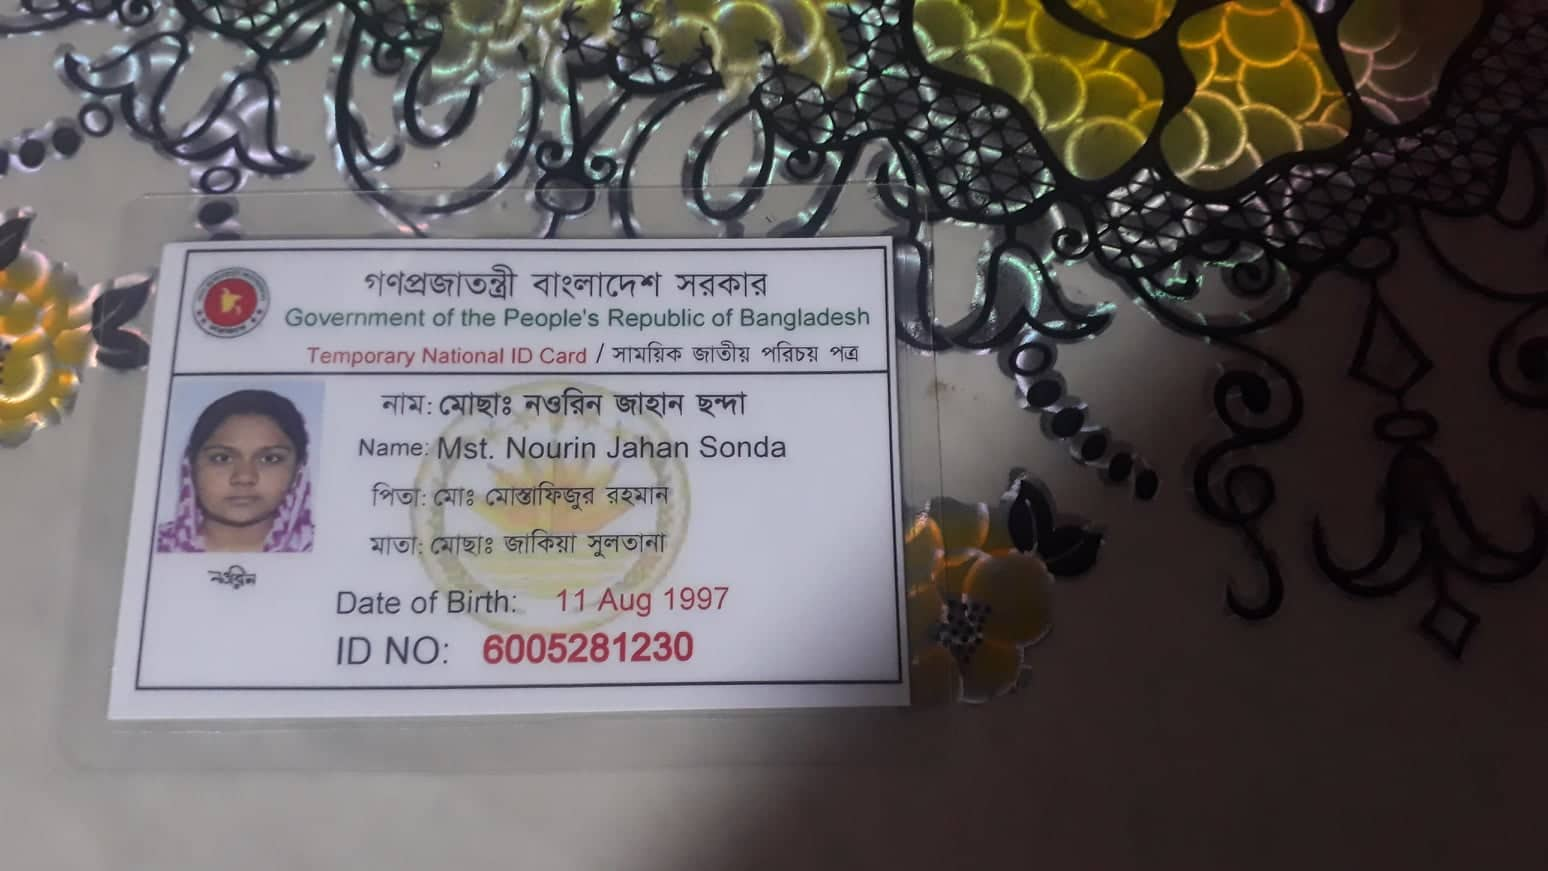 গণপ্রজাতন্ত্রী বাংলাদেশ সরকার
Government of the People's Republic of Bangladesh
Temporary National ID Card / সাময়িক জাতীয় পরিচয় পত্র
নাম: মোছাঃ নওরিন জাহান ছন্দা
Name: Mst. Nourin Jahan Sonda
পিতা: মোঃ মোস্তাফিজুর রহমান
মাতা: মোছাঃ জাকিয়া সুলতানা
নওরিন
Date of Birth: 11 Aug 1997
ID NO: 6005281230